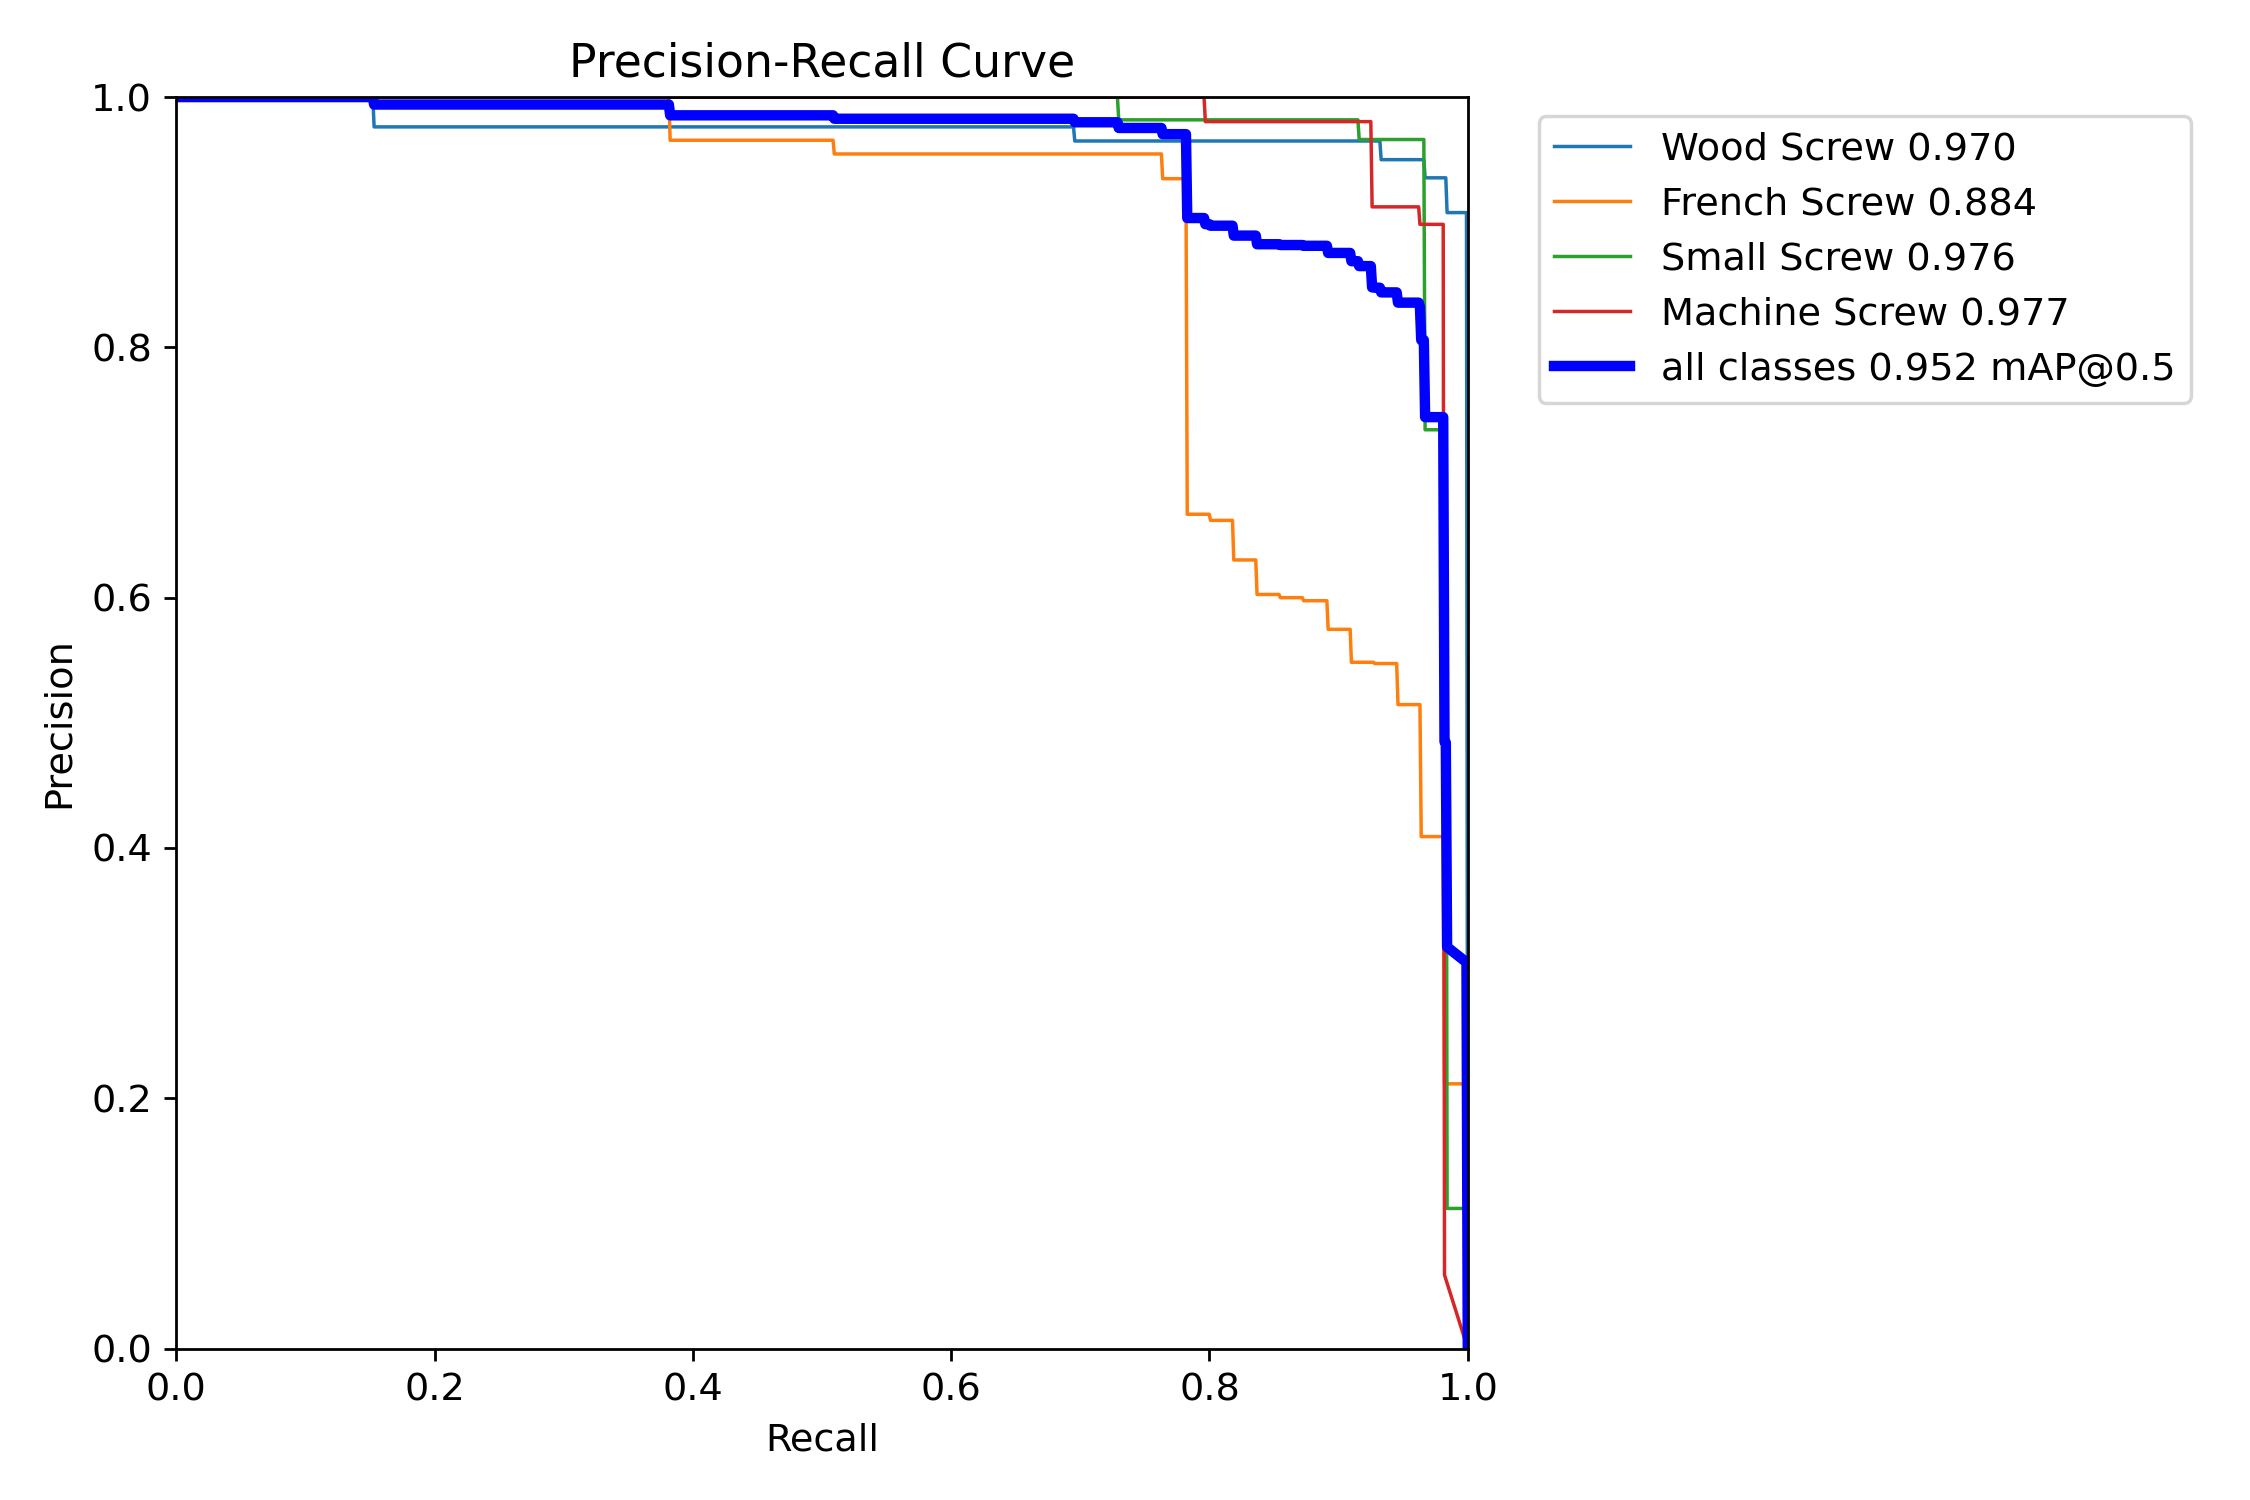 Precision-Recall Curve
1.0
0.8
0.6
0.4
0.2
0.0
Precision
0.0 0.2 0.4 0.6 0.8 1.0
Recall
Wood Screw 0.970
French Screw 0.884
Small Screw 0.976
Machine Screw 0.977
all classes 0.952 mAP@0.5